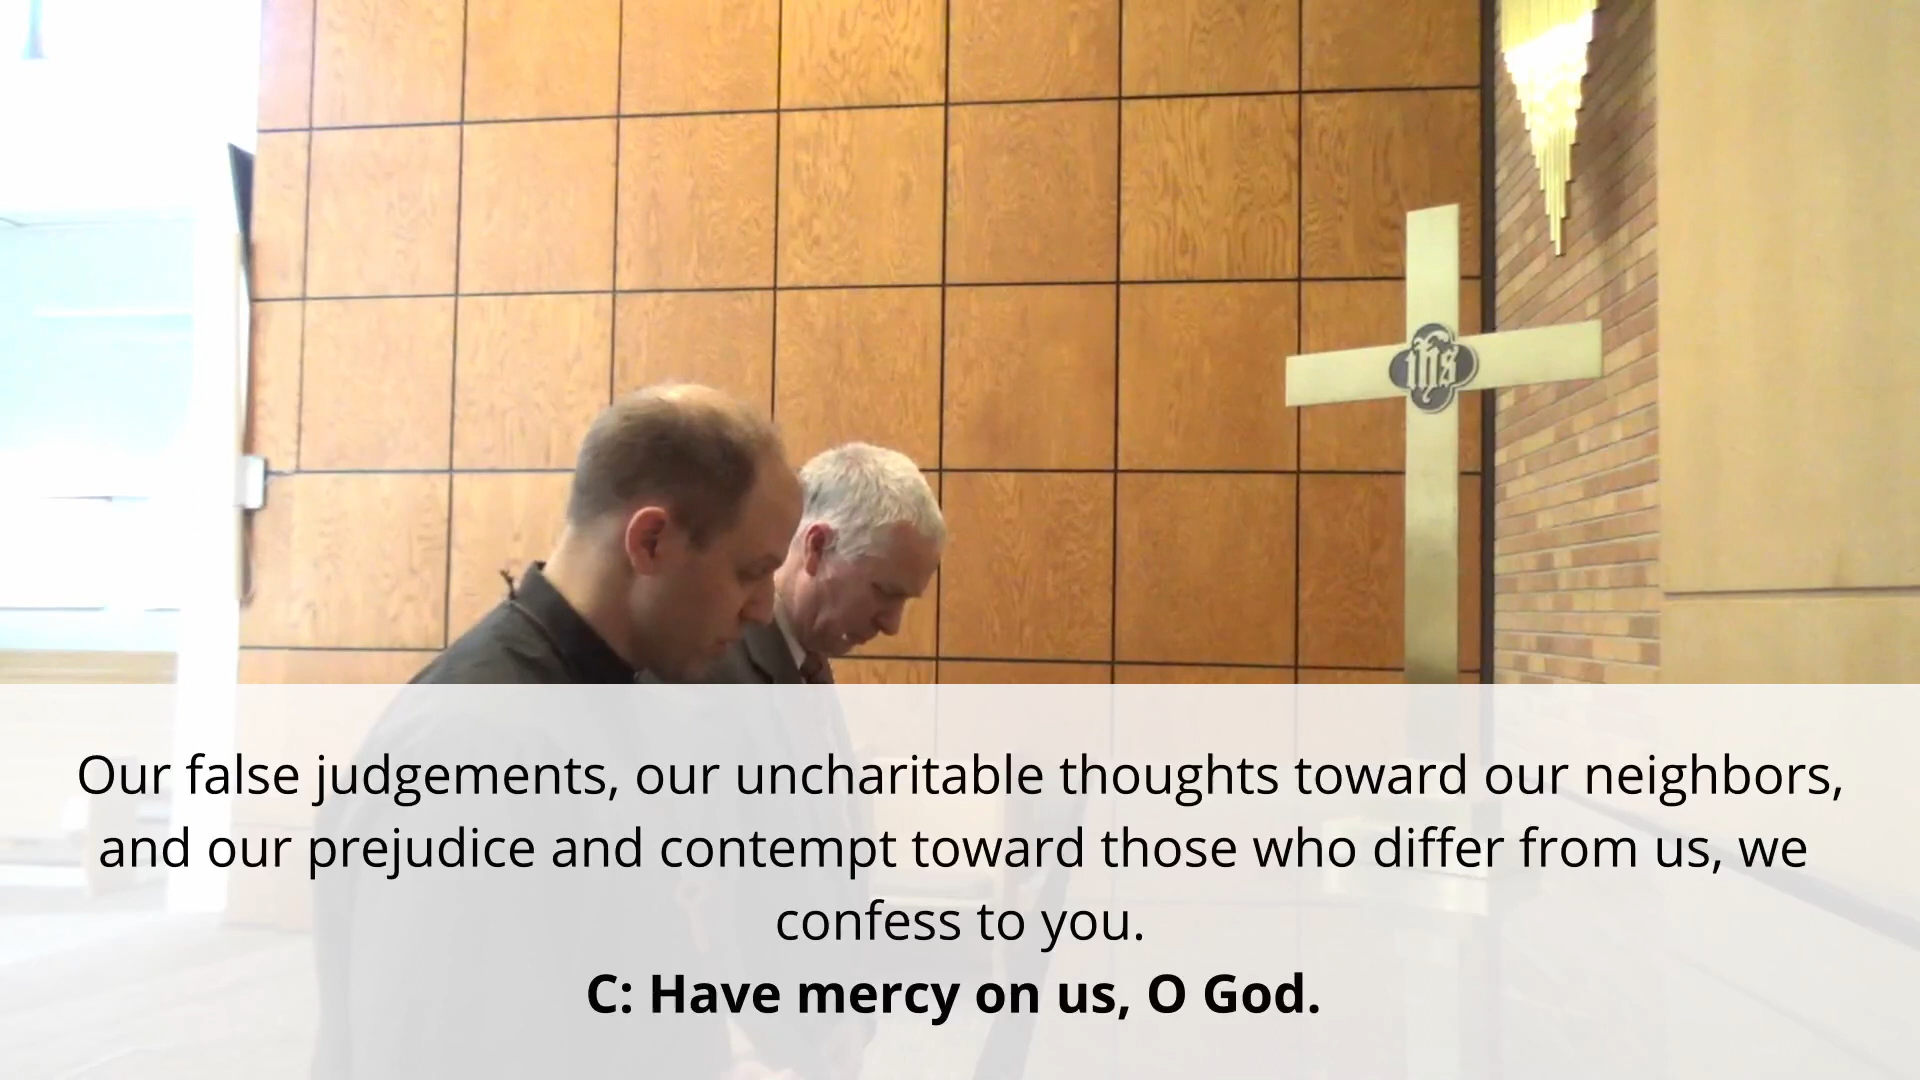 ihs
Our false judgements, our uncharitable thoughts toward our neighbors,
and our prejudice and contempt toward those who differ from us, we
confess to you.
C: Have mercy on us, O God.